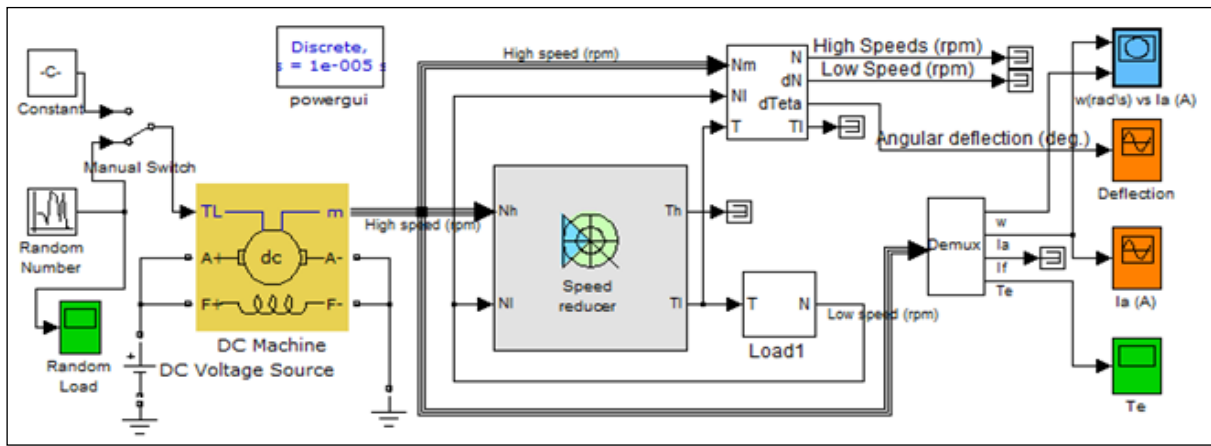 -C-
Constant
Manual Switch
Random
Number
Random
Load
Discrete,
s = 1e-005 s
powergui
TL
m
A+
dc
A-
F+
F-
DC Machine
DC Voltage Source
High speed (rpm)
High speed (rpm)
Nh
Th
Nl
Tl
Speed
reducer
Nm
Nl
T
N
dN
dTeta
Tl
High Speeds (rpm)
Low Speed (rpm)
Angular deflection (deg.)
T
N
Load1
Low speed (rpm)
Demux
w
Ia
If
Te
w(rad\s) vs Ia (A)
Deflection
Ia (A)
Te